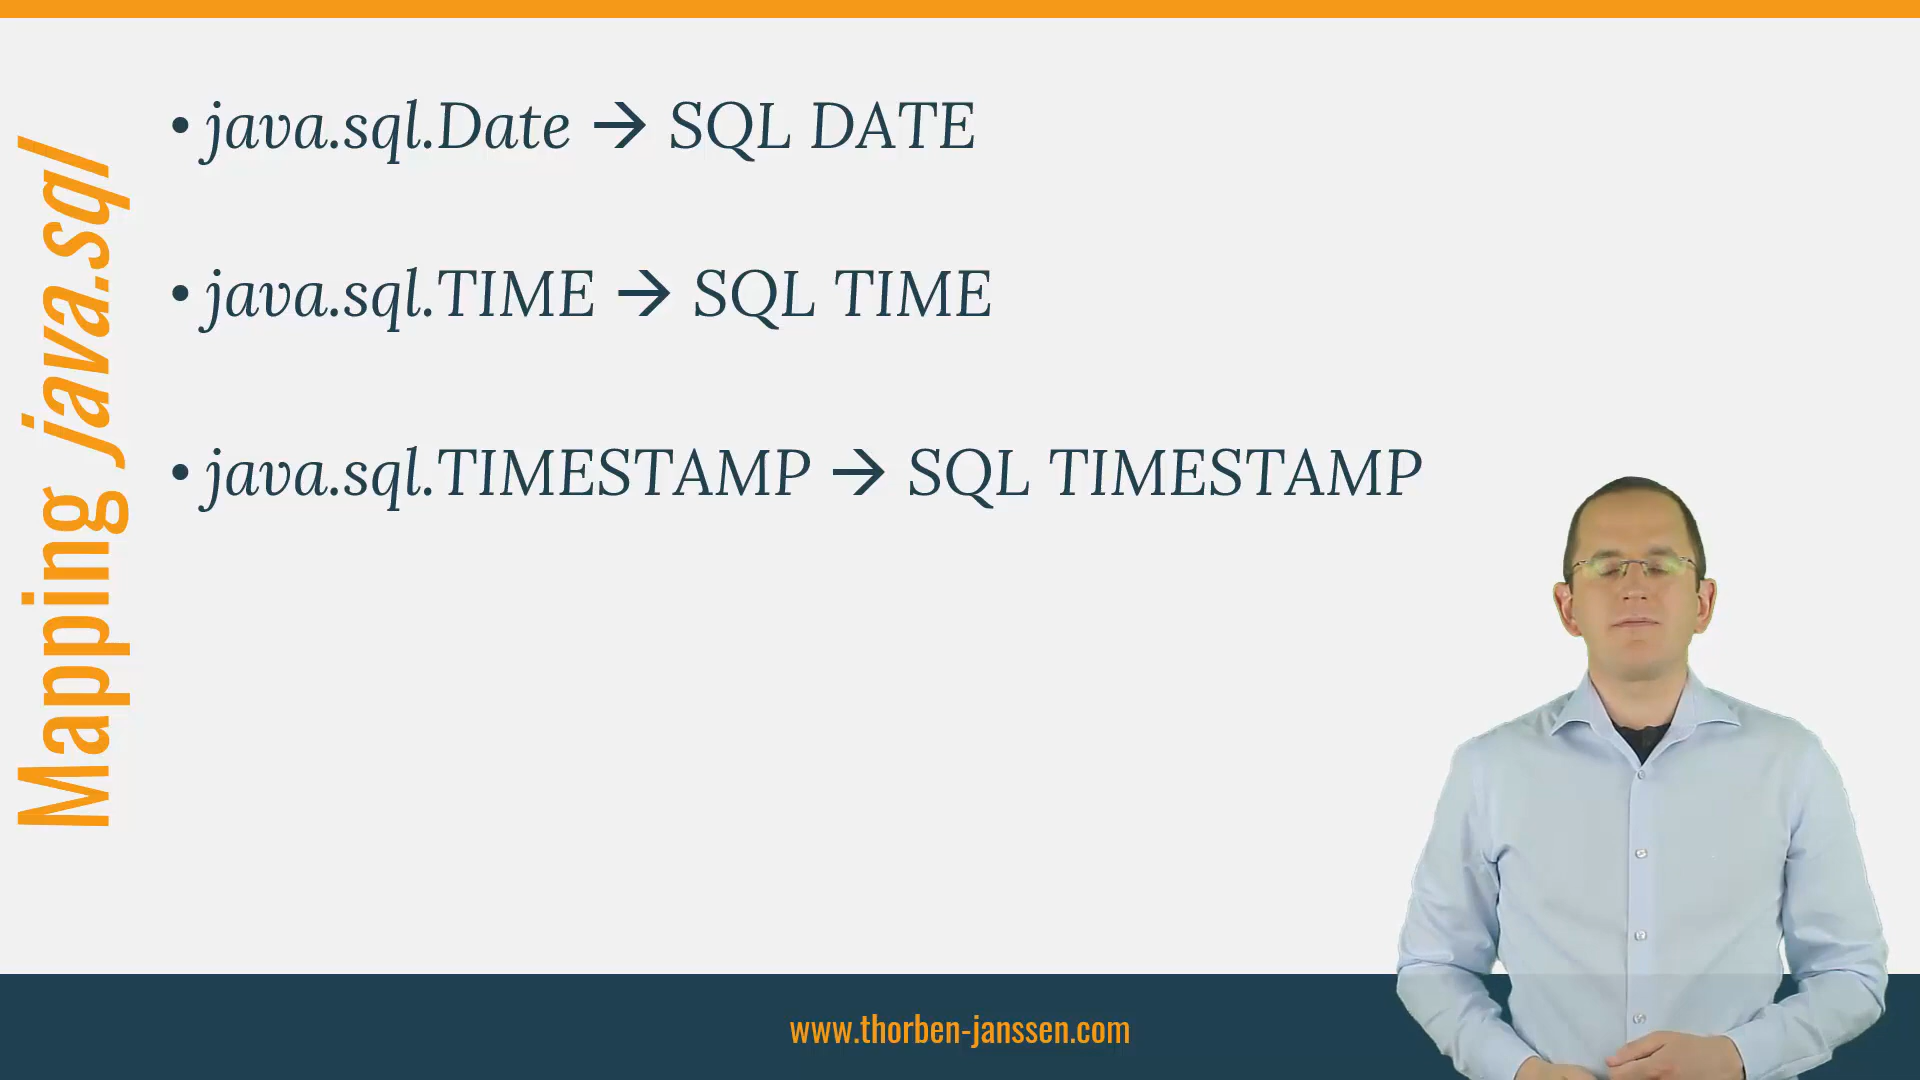 Mapping java.sql
• java.sql.Date → SQL DATE
• java.sql.TIME → SQL TIME
• java.sql.TIMESTAMP → SQL TIMESTAMP
www.thorben-janssen.com